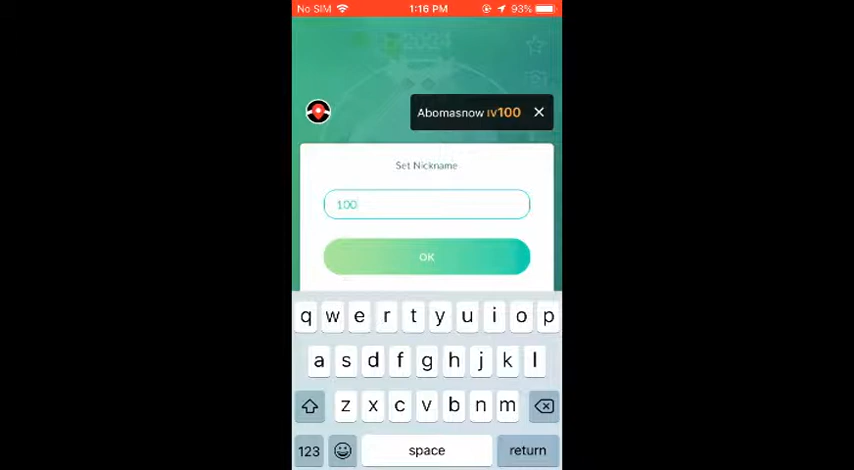 No SIM 1:16 PM 93%
Abomasnow IV100 ✕
Set Nickname
100
OK
q w e r t y u i o p
a s d f g h j k l
z x c v b n m
123 space return